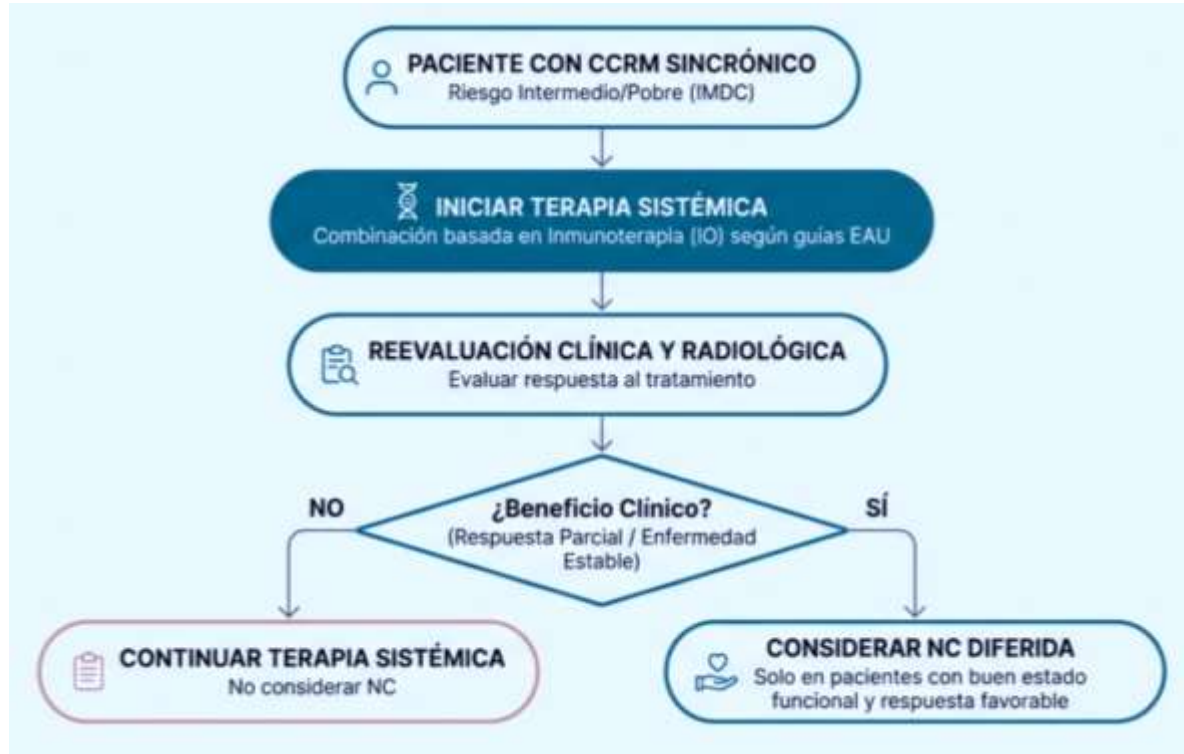 PACIENTE CON CCRM SINCRÓNICO
Riesgo Intermedio/Pobre (IMDC)
INICIAR TERAPIA SISTÉMICA
Combinación basada en Inmunoterapia (IO) según guías EAU
REEVALUACIÓN CLÍNICA Y RADIOLÓGICA
Evaluar respuesta al tratamiento
NO
¿Beneficio Clínico?
SÍ
(Respuesta Parcial / Enfermedad
Estable)
CONTINUAR TERAPIA SISTÉMICA
No considerar NC
CONSIDERAR NC DIFERIDA
Solo en pacientes con buen estado
funcional y respuesta favorable